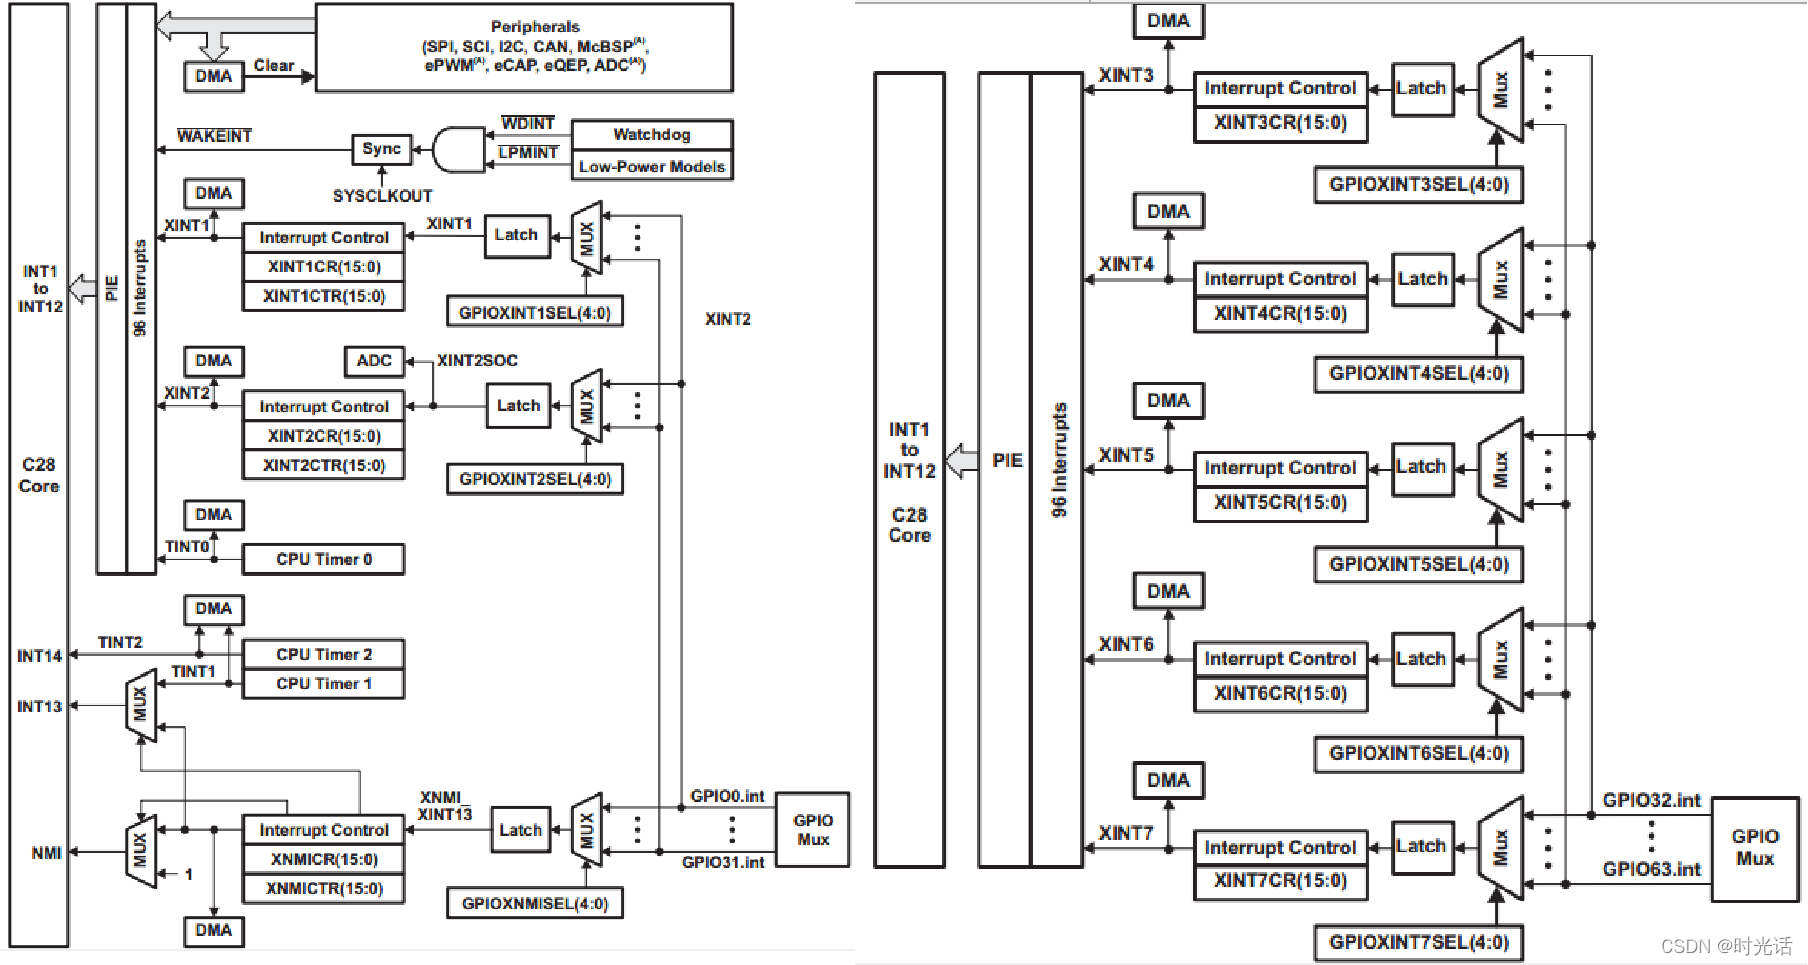 Peripherals
(SPI, SCI, I2C, CAN, McBSP(A),
ePWM(A), eCAP, eQEP, ADC(A))
DMA
Clear
WAKEINT
Sync
SYSCLKOUT
WDINT
LPMINT
Watchdog
Low-Power Models
DMA
XINT1
Interrupt Control
XINT1CR(15:0)
XINT1CTR(15:0)
XINT1
Latch
MUX
GPIOXINT1SEL(4:0)
INT1
to
INT12
PIE
96 Interrupts
XINT2
DMA
ADC
XINT2SOC
XINT2
Interrupt Control
XINT2CR(15:0)
XINT2CTR(15:0)
Latch
MUX
GPIOXINT2SEL(4:0)
C28
Core
DMA
TINT0
CPU Timer 0
DMA
INT14
TINT2
CPU Timer 2
TINT1
CPU Timer 1
INT13
MUX
XNMI_
XINT13
Interrupt Control
XNMICR(15:0)
XNMICTR(15:0)
Latch
MUX
GPIOXNMISEL(4:0)
GPIO0.int
GPIO31.int
GPIO
Mux
NMI
MUX
1
DMA
DMA
XINT3
Interrupt Control
XINT3CR(15:0)
Latch
Mux
GPIOXINT3SEL(4:0)
DMA
XINT4
Interrupt Control
XINT4CR(15:0)
Latch
Mux
GPIOXINT4SEL(4:0)
DMA
INT1
to
INT12
C28
Core
PIE
96 Interrupts
XINT5
Interrupt Control
XINT5CR(15:0)
Latch
Mux
GPIOXINT5SEL(4:0)
DMA
XINT6
Interrupt Control
XINT6CR(15:0)
Latch
Mux
GPIOXINT6SEL(4:0)
DMA
XINT7
Interrupt Control
XINT7CR(15:0)
Latch
Mux
GPIOXINT7SEL(4:0)
GPIO32.int
GPIO63.int
GPIO
Mux
CSDN @时光话